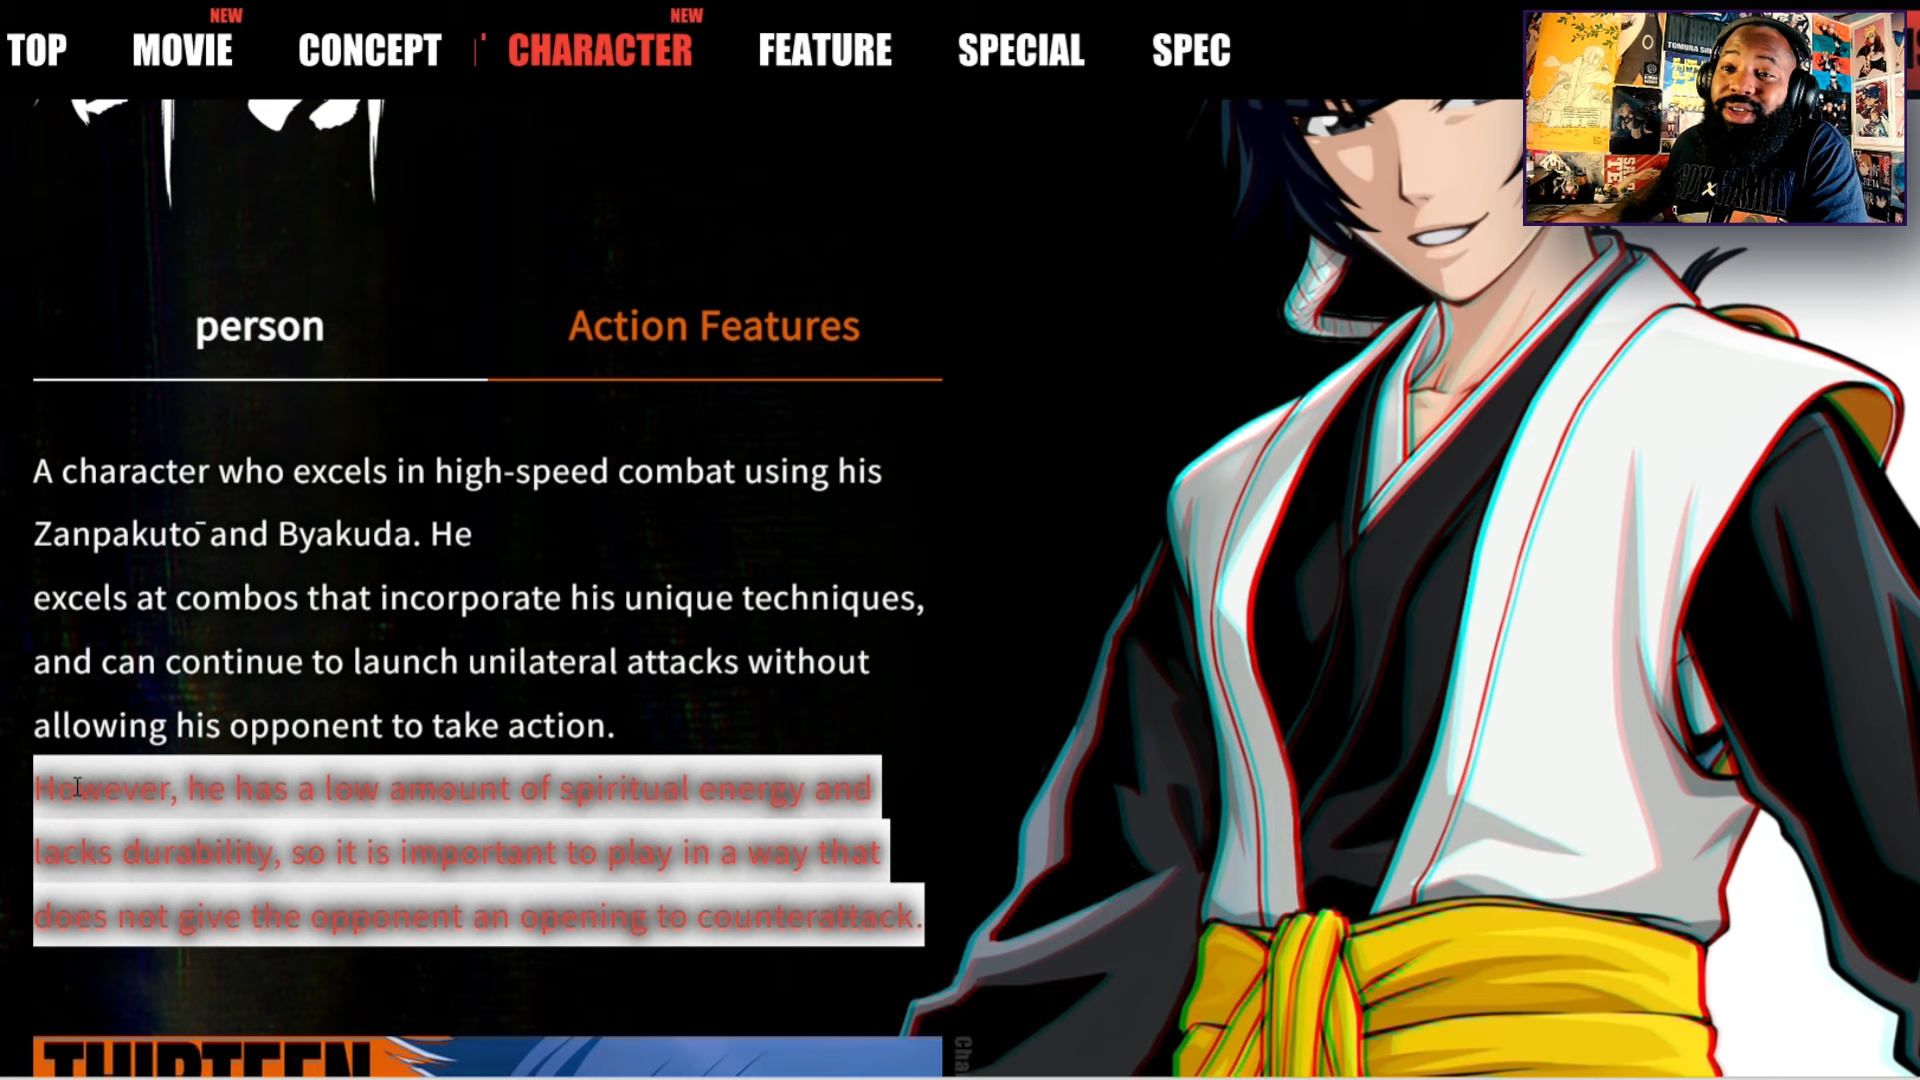 NEW NEW
TOP MOVIE CONCEPT CHARACTER FEATURE SPECIAL SPEC
person Action Features
A character who excels in high-speed combat using his
Zanpakutō and Byakuda. He
excels at combos that incorporate his unique techniques,
and can continue to launch unilateral attacks without
allowing his opponent to take action.
However, he has a low amount of spiritual energy and
lacks durability, so it is important to play in a way that
does not give the opponent an opening to counterattack.
THIRTEEN